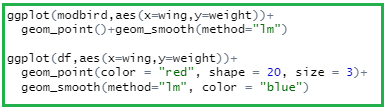 ggplot(modbird,aes(x=wing,y=weight))+
  geom_point()+geom_smooth(method="lm")
ggplot(df,aes(x=wing,y=weight))+
  geom_point(color = "red", shape = 20, size = 3)+
  geom_smooth(method="lm", color = "blue")